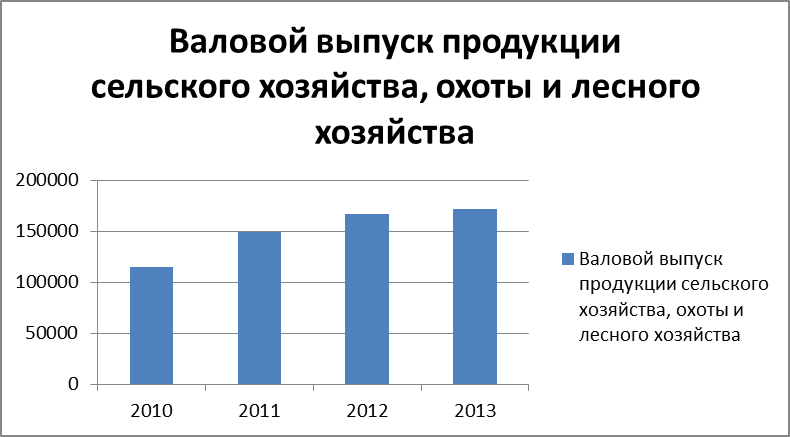 Валовой выпуск продукции
сельского хозяйства, охоты и лесного
хозяйства
200000
150000
100000
50000
0
2010 2011 2012 2013
Валовой выпуск
продукции сельского
хозяйства, охоты и
лесного хозяйства